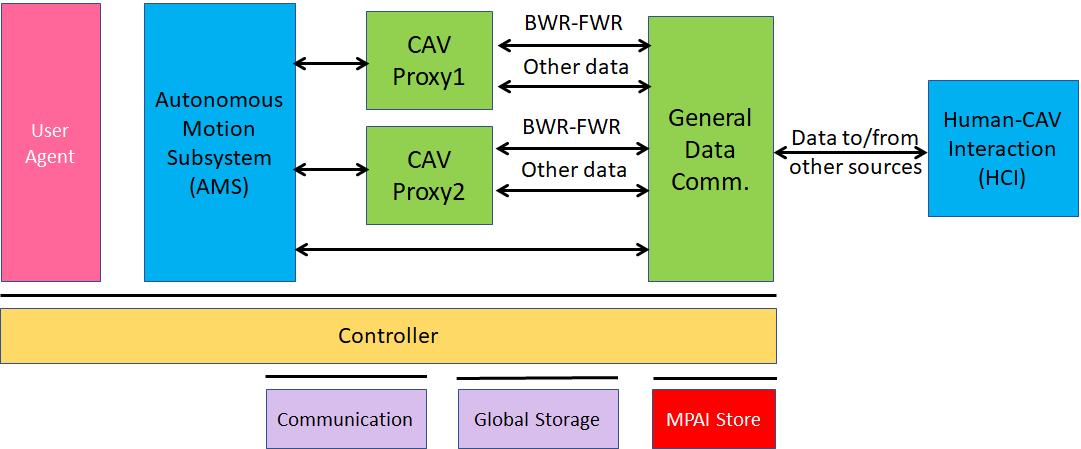 User
Agent
Autonomous
Motion
Subsystem
(AMS)
CAV
Proxy1
CAV
Proxy2
BWR-FWR
Other data
BWR-FWR
Other data
General
Data
Comm.
Data to/from
other sources
Human-CAV
Interaction
(HCI)
Controller
Communication
Global Storage
MPAI Store